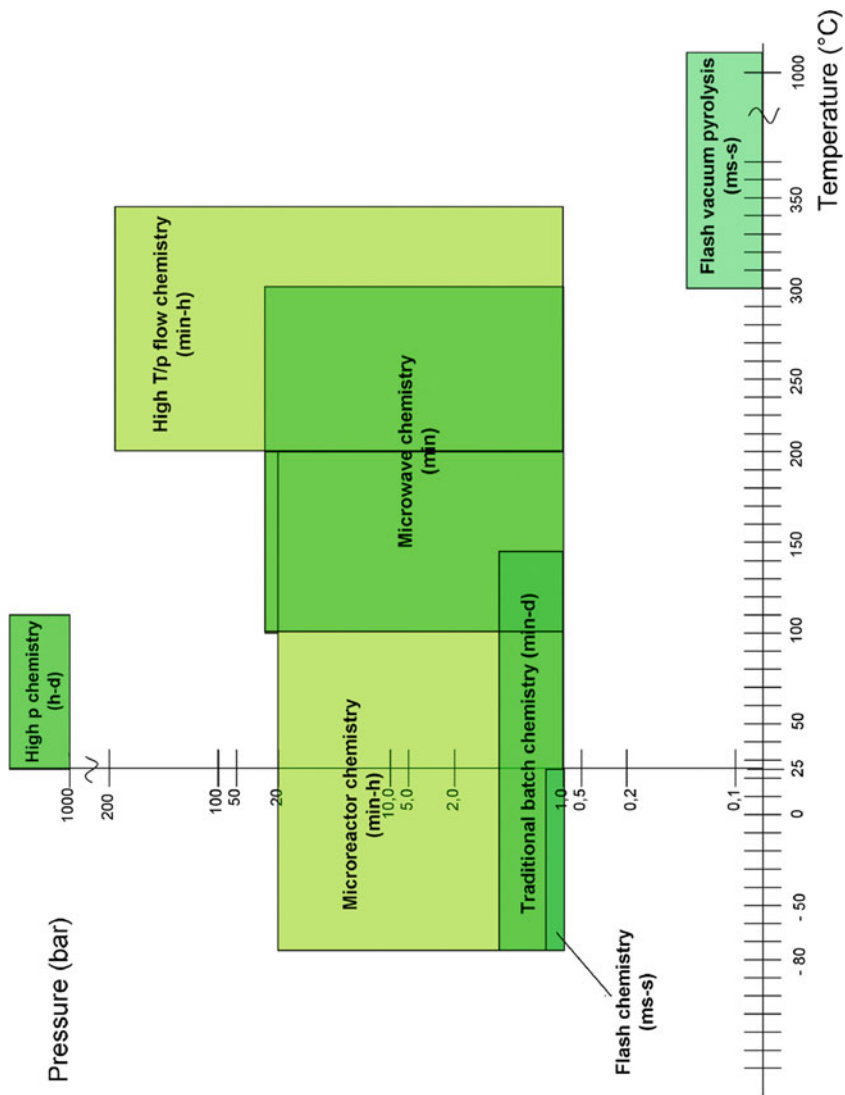 Pressure (bar)
High p chemistry
(h-d)
1000
200
100
50
20
10,0
5,0
2,0
1,0
0,5
0,2
0,1
High T/p flow chemistry
(min-h)
Microwave chemistry
(min)
Microreactor chemistry
(min-h)
Traditional batch chemistry (min-d)
Flash chemistry
(ms-s)
Flash vacuum pyrolysis
(ms-s)
- 80
- 50
0
25
50
100
150
200
250
300
350
1000
Temperature (°C)